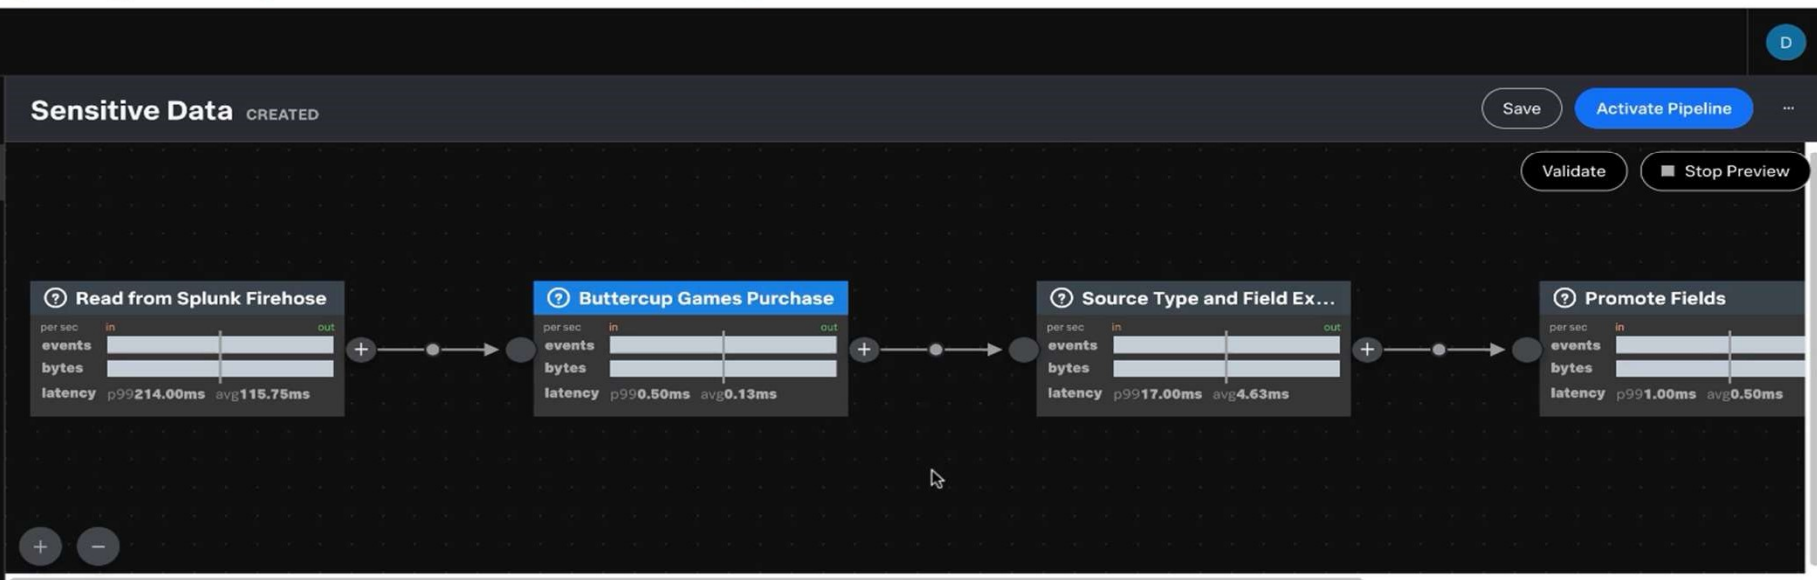 D
Sensitive Data CREATED
Save
Activate Pipeline
...
Validate
Stop Preview
Read from Splunk Firehose
per sec in out
events
bytes
latency p99214.00ms avg115.75ms
Buttercup Games Purchase
per sec in out
events
bytes
latency p990.50ms avg0.13ms
Source Type and Field Ex...
per sec in out
events
bytes
latency p9917.00ms avg4.63ms
Promote Fields
per sec in
events
bytes
latency p991.00ms avg0.50ms